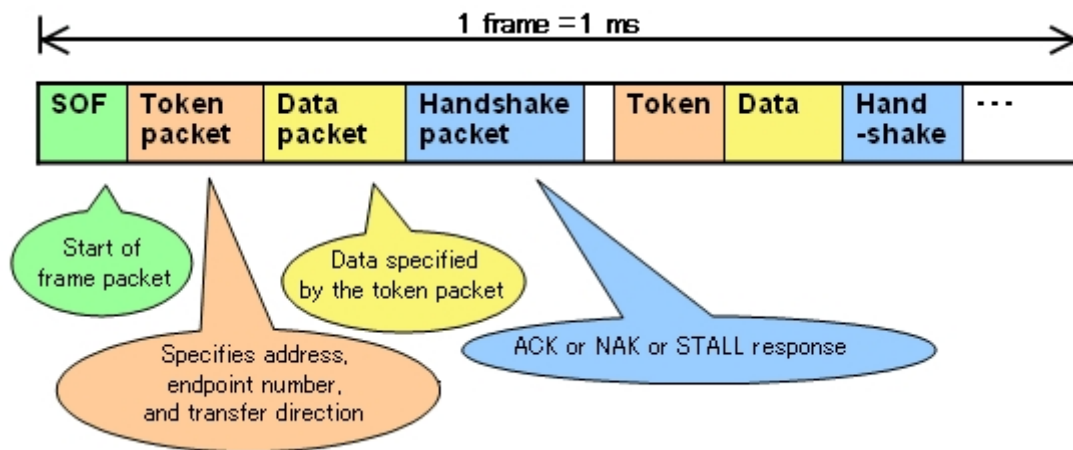 1 frame = 1 ms
SOF
Token
packet
Data
packet
Handshake
packet
Token
Data
Hand
-shake
---
Start of
frame packet
Specifies address,
endpoint number,
and transfer direction
Data specified
by the token packet
ACK or NAK or STALL response